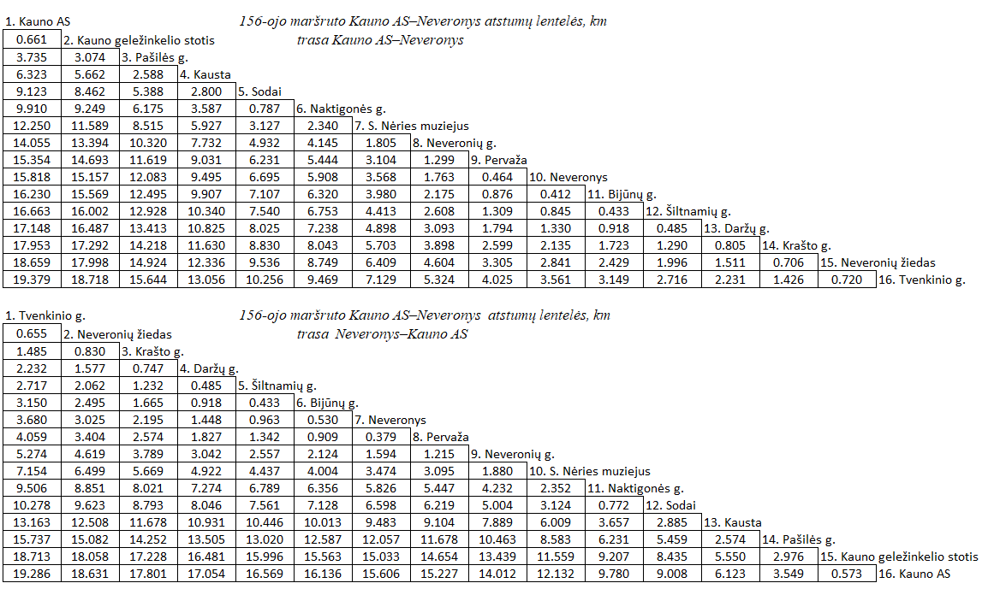 1. Kauno AS 156-ojo maršruto Kauno AS–Neveronys atstumų lentelės, km
0.661 2. Kauno geležinkelio stotis trasa Kauno AS–Neveronys
3.735 3.074 3. Pašilės g.
6.323 5.662 2.588 4. Kausta
9.123 8.462 5.388 2.800 5. Sodai
9.910 9.249 6.175 3.587 0.787 6. Naktigonės g.
12.250 11.589 8.515 5.927 3.127 2.340 7. S. Nėries muziejus
14.055 13.394 10.320 7.732 4.932 4.145 1.805 8. Neveronių g.
15.354 14.693 11.619 9.031 6.231 5.444 3.104 1.299 9. Pervaža
15.818 15.157 12.083 9.495 6.695 5.908 3.568 1.763 0.464 10. Neveronys
16.230 15.569 12.495 9.907 7.107 6.320 3.980 2.175 0.876 0.412 11. Bijūnų g.
16.663 16.002 12.928 10.340 7.540 6.753 4.413 2.608 1.309 0.845 0.433 12. Šiltnamių g.
17.148 16.487 13.413 10.825 8.025 7.238 4.898 3.093 1.794 1.330 0.918 0.485 13. Daržų g.
17.953 17.292 14.218 11.630 8.830 8.043 5.703 3.898 2.599 2.135 1.723 1.290 0.805 14. Krašto g.
18.659 17.998 14.924 12.336 9.536 8.749 6.409 4.604 3.305 2.841 2.429 1.996 1.511 0.706 15. Neveronių žiedas
19.379 18.718 15.644 13.056 10.256 9.469 7.129 5.324 4.025 3.561 3.149 2.716 2.231 1.426 0.720 16. Tvenkinio g.
1. Tvenkinio g. 156-ojo maršruto Kauno AS–Neveronys atstumų lentelės, km
0.655 2. Neveronių žiedas trasa Neveronys–Kauno AS
1.485 0.830 3. Krašto g.
2.232 1.577 0.747 4. Daržų g.
2.717 2.062 1.232 0.485 5. Šiltnamių g.
3.150 2.495 1.665 0.918 0.433 6. Bijūnų g.
3.680 3.025 2.195 1.448 0.963 0.530 7. Neveronys
4.059 3.404 2.574 1.827 1.342 0.909 0.379 8. Pervaža
5.274 4.619 3.789 3.042 2.557 2.124 1.594 1.215 9. Neveronių g.
7.154 6.499 5.669 4.922 4.437 4.004 3.474 3.095 1.880 10. S. Nėries muziejus
9.506 8.851 8.021 7.274 6.789 6.356 5.826 5.447 4.232 2.352 11. Naktigonės g.
10.278 9.623 8.793 8.046 7.561 7.128 6.598 6.219 5.004 3.124 0.772 12. Sodai
13.163 12.508 11.678 10.931 10.446 10.013 9.483 9.104 7.889 6.009 3.657 2.885 13. Kausta
15.737 15.082 14.252 13.505 13.020 12.587 12.057 11.678 10.463 8.583 6.231 5.459 2.574 14. Pašilės g.
18.713 18.058 17.228 16.481 15.996 15.563 15.033 14.654 13.439 11.559 9.207 8.435 5.550 2.976 15. Kauno geležinkelio stotis
19.286 18.631 17.801 17.054 16.569 16.136 15.606 15.227 14.012 12.132 9.780 9.008 6.123 3.549 0.573 16. Kauno AS